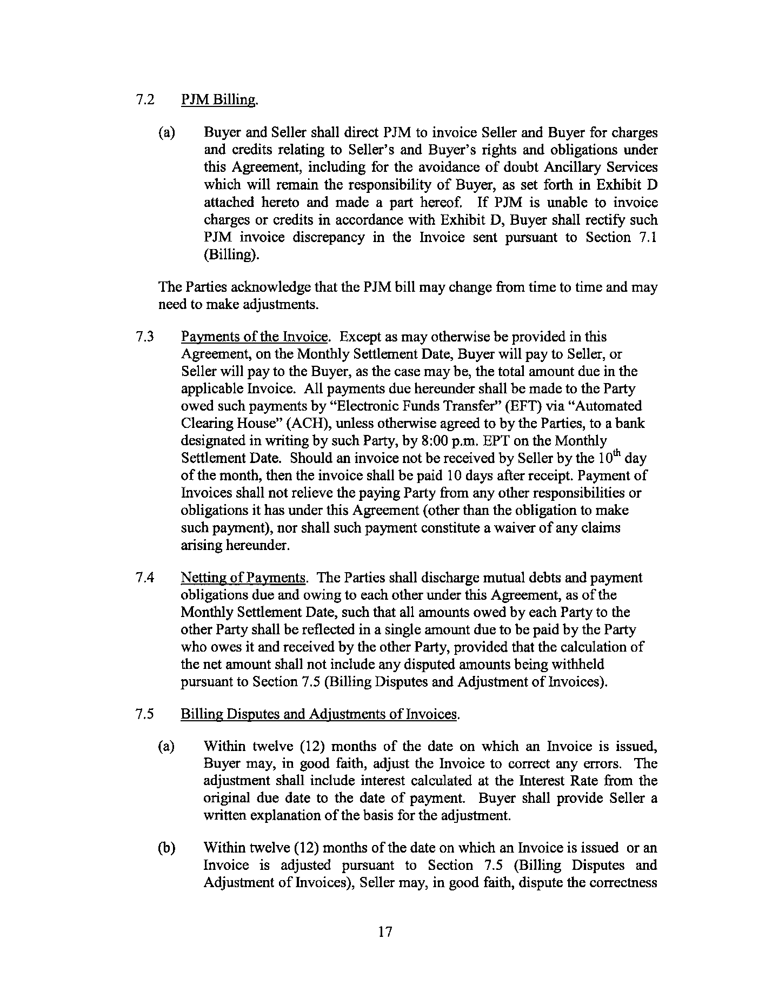 7.2 PJM Billing.
(a) Buyer and Seller shall direct PJM to invoice Seller and Buyer for charges
and credits relating to Seller's and Buyer's rights and obligations under
this Agreement, including for the avoidance of doubt Ancillary Services
which will remain the responsibility of Buyer, as set forth in Exhibit D
attached hereto and made a part hereof. If PJM is unable to invoice
charges or credits in accordance with Exhibit D, Buyer shall rectify such
PJM invoice discrepancy in the Invoice sent pursuant to Section 7.1
(Billing).
The Parties acknowledge that the PJM bill may change from time to time and may
need to make adjustments.
7.3 Payments of the Invoice. Except as may otherwise be provided in this
Agreement, on the Monthly Settlement Date, Buyer will pay to Seller, or
Seller will pay to the Buyer, as the case may be, the total amount due in the
applicable Invoice. All payments due hereunder shall be made to the Party
owed such payments by “Electronic Funds Transfer” (EFT) via “Automated
Clearing House” (ACH), unless otherwise agreed to by the Parties, to a bank
designated in writing by such Party, by 8:00 p.m. EPT on the Monthly
Settlement Date. Should an invoice not be received by Seller by the 10th day
of the month, then the invoice shall be paid 10 days after receipt. Payment of
Invoices shall not relieve the paying Party from any other responsibilities or
obligations it has under this Agreement (other than the obligation to make
such payment), nor shall such payment constitute a waiver of any claims
arising hereunder.
7.4 Netting of Payments. The Parties shall discharge mutual debts and payment
obligations due and owing to each other under this Agreement, as of the
Monthly Settlement Date, such that all amounts owed by each Party to the
other Party shall be reflected in a single amount due to be paid by the Party
who owes it and received by the other Party, provided that the calculation of
the net amount shall not include any disputed amounts being withheld
pursuant to Section 7.5 (Billing Disputes and Adjustment of Invoices).
7.5 Billing Disputes and Adjustments of Invoices.
(a) Within twelve (12) months of the date on which an Invoice is issued,
Buyer may, in good faith, adjust the Invoice to correct any errors. The
adjustment shall include interest calculated at the Interest Rate from the
original due date to the date of payment. Buyer shall provide Seller a
written explanation of the basis for the adjustment.
(b) Within twelve (12) months of the date on which an Invoice is issued or an
Invoice is adjusted pursuant to Section 7.5 (Billing Disputes and
Adjustment of Invoices), Seller may, in good faith, dispute the correctness
17